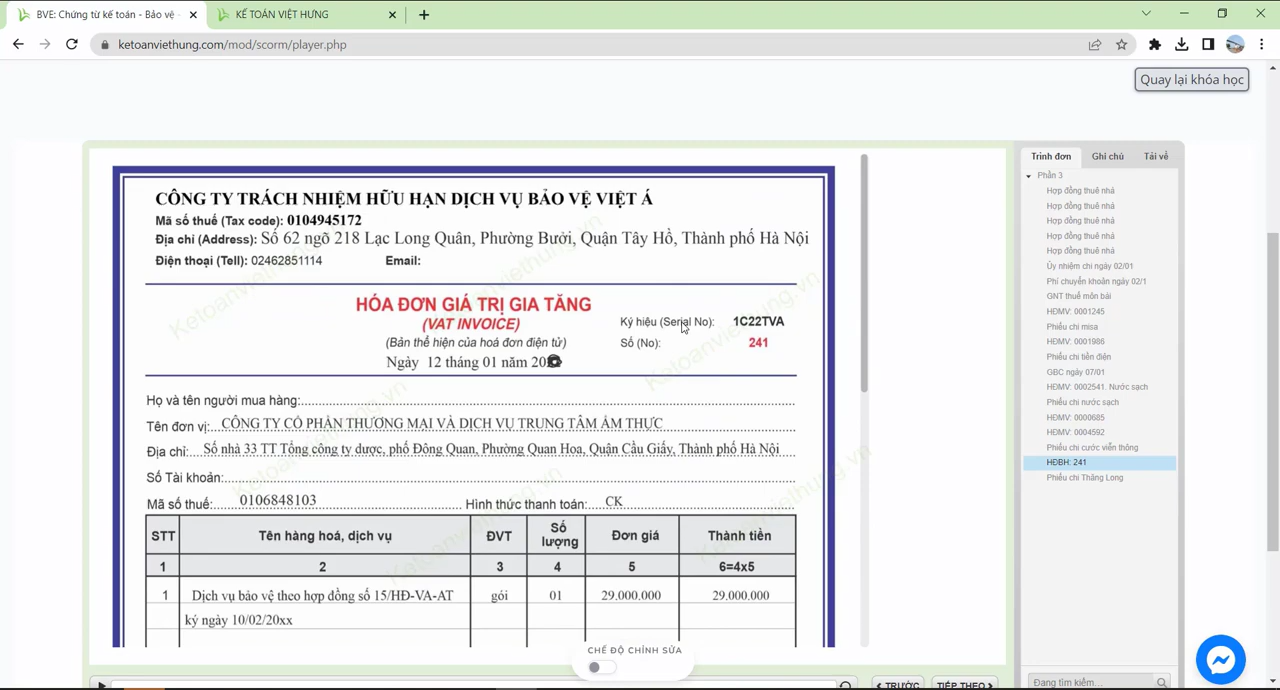 BVE: Chứng từ kế toán - Bảo vệ -
KẾ TOÁN VIỆT HƯNG
ketoanviethung.com/mod/scorm/player.php
Quay lại khóa học
CÔNG TY TRÁCH NHIỆM HỮU HẠN DỊCH VỤ BẢO VỆ VIỆT Á
Mã số thuế (Tax code): 0104945172
Địa chỉ (Address): Số 62 ngõ 218 Lạc Long Quân, Phường Bưởi, Quận Tây Hồ, Thành phố Hà Nội
Điện thoại (Tell): 02462851114 Email:
HÓA ĐƠN GIÁ TRỊ GIA TĂNG
(VAT INVOICE)
(Bản thể hiện của hoá đơn điện tử)
Ngày 12 tháng 01 năm
Ký hiệu (Serial No): 1C22TVA
Số (No): 241
Họ và tên người mua hàng:
Tên đơn vị: CÔNG TY CỔ PHẦN THƯƠNG MẠI VÀ DỊCH VỤ TRUNG TÂM ẨM THỰC
Địa chỉ: Số nhà 33 TT Tổng công ty dược, phố Đông Quan, Phường Quan Hoa, Quận Cầu Giấy, Thành phố Hà Nội
Số Tài khoản:
Mã số thuế: 0106848103 Hình thức thanh toán: CK
STT Tên hàng hoá, dịch vụ ĐVT Số lượng Đơn giá Thành tiền
1 2 3 4 5 6=4x5
1 Dịch vụ bảo vệ theo hợp đồng số 15/HĐ-VA-AT gói 01 29.000.000 29.000.000
ký ngày 10/02/20xx
Ketoanviethung.vn
CHẾ ĐỘ CHỈNH SỬA
TRƯỚC
TIẾP THEO
Trình đơn Ghi chú Tải về
Phần 3
Hợp đồng thuê nhà
Hợp đồng thuê nhà
Hợp đồng thuê nhà
Hợp đồng thuê nhà
Hợp đồng thuê nhà
Ủy nhiệm chi ngày 02/01
Phí chuyển khoản ngày 02/1
GNT thuế môn bài
HĐMV: 0001245
Phiếu chi misa
HĐMV: 0001986
Phiếu chi tiền điện
GBC ngày 07/01
HĐMV: 0002541. Nước sạch
Phiếu chi nước sạch
HĐMV: 0000685
HĐMV: 0004592
Phiếu chi cước viễn thông
HĐBH: 241
Phiếu chi Thăng Long
Đang tìm kiếm...